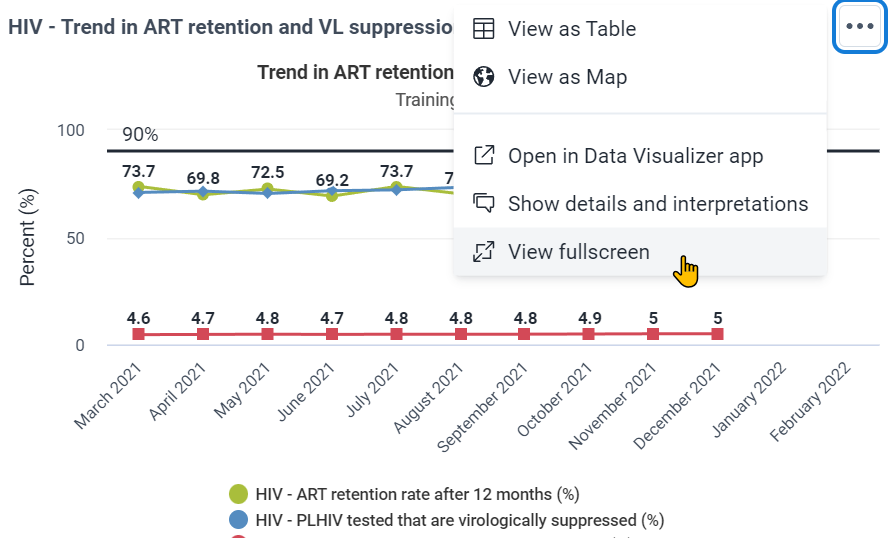 HIV - Trend in ART retention and VL
View as Table
View as Map
Trend in ART retention
Training
Open in Data Visualizer app
Show details and interpretations
View fullscreen
Percent (%)
100
50
0
90%
73.7 69.8 72.5 69.2 73.7
4.6 4.7 4.8 4.7 4.8 4.8 4.8 4.9 5 5
March 2021
April 2021
May 2021
June 2021
July 2021
August 2021
September 2021
October 2021
November 2021
December 2021
January 2022
February 2022
HIV - ART retention rate after 12 months (%)
HIV - PLHIV tested that are virologically suppressed (%)